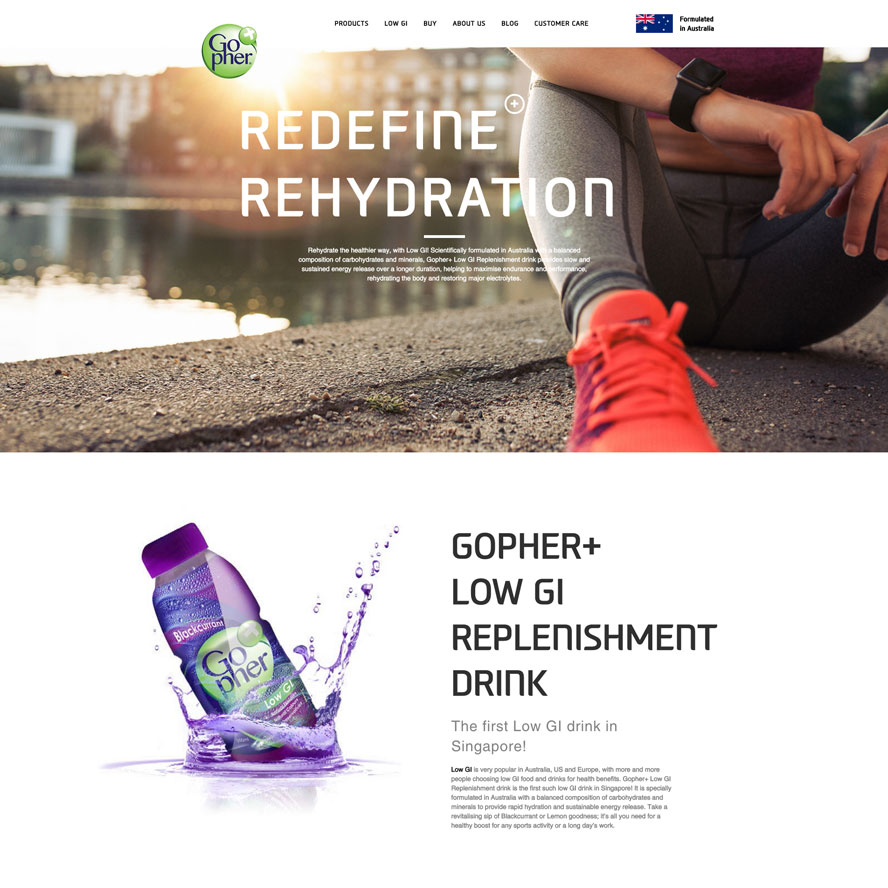 PRODUCTS LOW GI BUY ABOUT US BLOG CUSTOMER CARE
Formulated
in Australia
Go
pher
REDEFINE
REHYDRATION
Rehydrate the healthier way, with Low GI! Scientifically formulated in Australia with a balanced
composition of carbohydrates and minerals, Gopher+ Low GI Replenishment drink provides slow and
sustained energy release over a longer duration, helping to maximise endurance and performance,
rehydrating the body and restoring major electrolytes.
Blackcurrant
Go
pher
Low GI
GOPHER+
LOW GI
REPLENISHMENT
DRINK
The first Low GI drink in
Singapore!
Low GI is very popular in Australia, US and Europe, with more and more
people choosing low GI food and drinks for health benefits. Gopher+ Low GI
Replenishment drink is the first such low GI drink in Singapore! It is specially
formulated in Australia with a balanced composition of carbohydrates and
minerals to provide rapid hydration and sustainable energy release. Take a
revitalising sip of Blackcurrant or Lemon goodness; it's all you need for a
healthy boost for any sports activity or a long day's work.